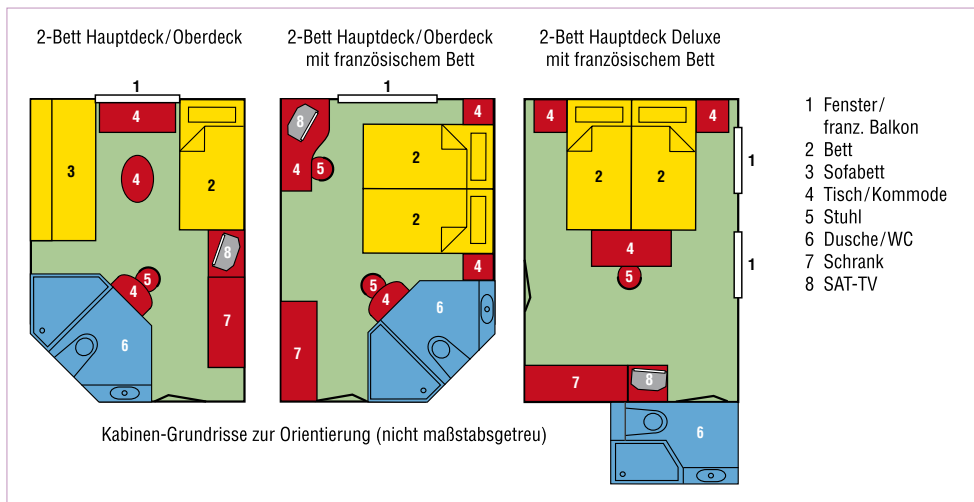 2-Bett Hauptdeck/Oberdeck
2-Bett Hauptdeck/Oberdeck
mit französischem Bett
2-Bett Hauptdeck Deluxe
mit französischem Bett
1
4
3
4
2
8
5
4
7
6
1
8
4
4
5
2
2
4
5
4
6
7
4
4
1
2
2
4
1
5
7
8
6
1 Fenster/
franz. Balkon
2 Bett
3 Sofabett
4 Tisch/Kommode
5 Stuhl
6 Dusche/WC
7 Schrank
8 SAT-TV
Kabinen-Grundrisse zur Orientierung (nicht maßstabsgetreu)